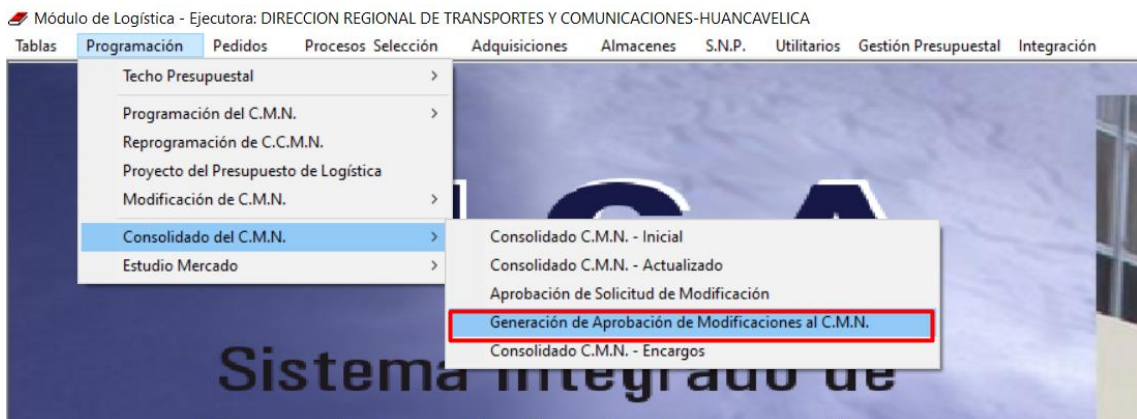 Módulo de Logística - Ejecutora: DIRECCION REGIONAL DE TRANSPORTES Y COMUNICACIONES-HUANCAVELICA
Tablas Programación Pedidos Procesos Selección Adquisiciones Almacenes S.N.P. Utilitarios Gestión Presupuestal Integración
Techo Presupuestal
Programación del C.M.N.
Reprogramación de C.C.M.N.
Proyecto del Presupuesto de Logística
Modificación de C.M.N.
Consolidado del C.M.N.
Estudio Mercado
Consolidado C.M.N. - Inicial
Consolidado C.M.N. - Actualizado
Aprobación de Solicitud de Modificación
Generación de Aprobación de Modificaciones al C.M.N.
Consolidado C.M.N. - Encargos
Sistema Integrado de